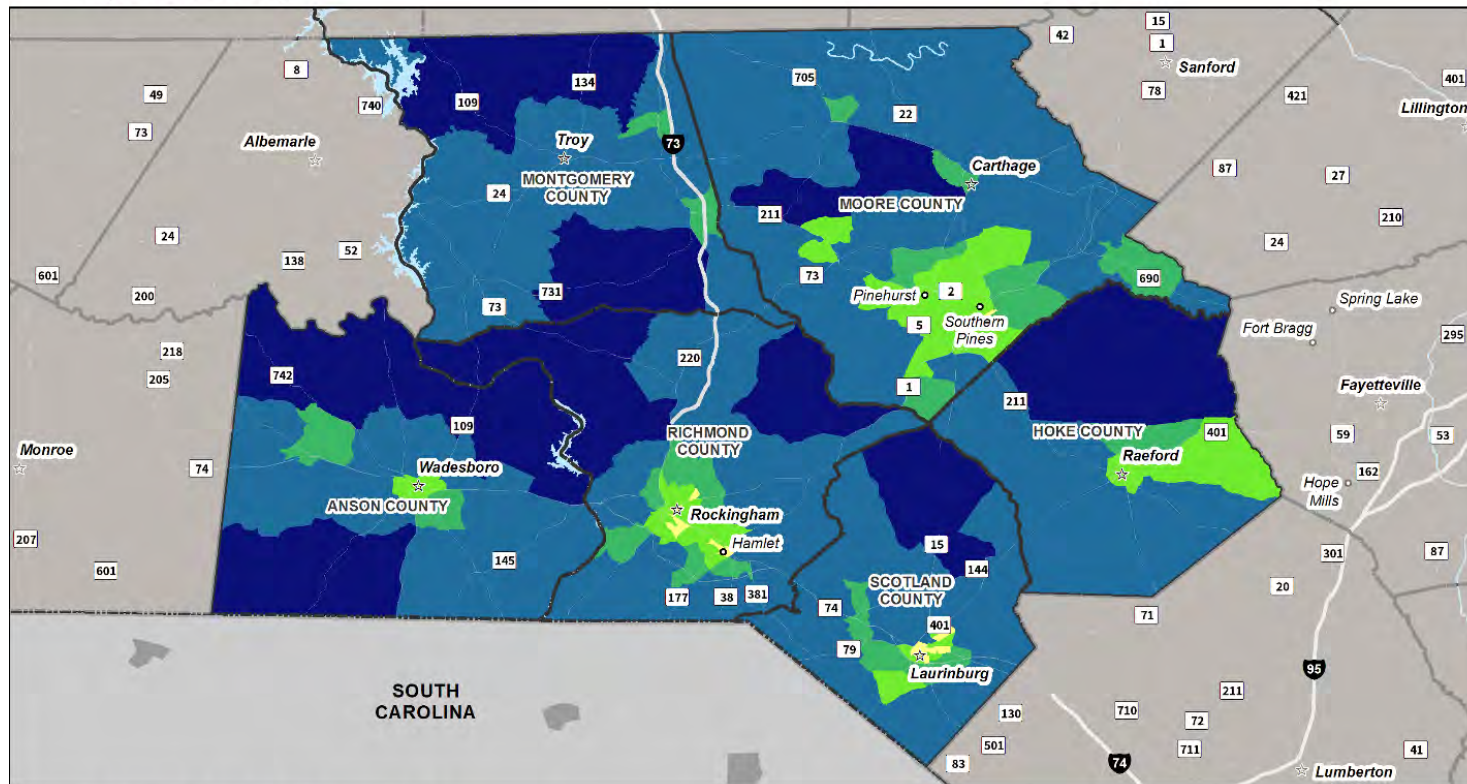 15
42
1
Sanford
8
134
705
78
401
49
740
109
22
421
Lillington
73
Albemarle
Troy
73
Carthage
87
27
MONTGOMERY
COUNTY
24
MOORE COUNTY
211
210
24
24
138
52
73
690
601
200
731
Pinehurst
2
73
Southern
Pines
Spring Lake
5
Fort Bragg
218
220
295
205
742
1
211
Fayetteville
109
RICHMOND
COUNTY
HOKE COUNTY
401
59
53
Monroe
74
Wadesboro
Raeford
162
Hope
Mills
ANSON COUNTY
Rockingham
207
Hamlet
15
301
87
601
145
144
SCOTLAND
COUNTY
20
177
38
381
74
401
71
79
Laurinburg
95
SOUTH
CAROLINA
211
130
710
72
501
711
41
83
74
Lumberton